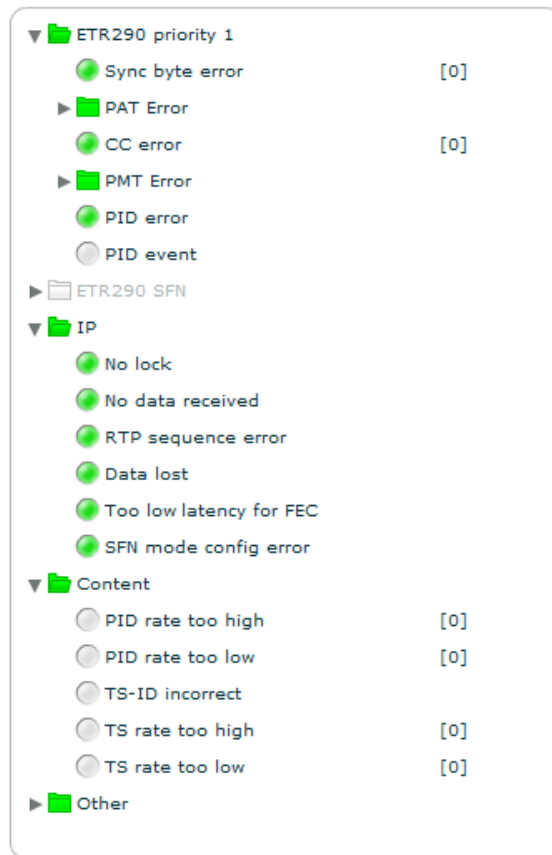 ETR290 priority 1
Sync byte error [0]
PAT Error
CC error [0]
PMT Error
PID error
PID event
ETR290 SFN
IP
No lock
No data received
RTP sequence error
Data lost
Too low latency for FEC
SFN mode config error
Content
PID rate too high [0]
PID rate too low [0]
TS-ID incorrect
TS rate too high [0]
TS rate too low [0]
Other